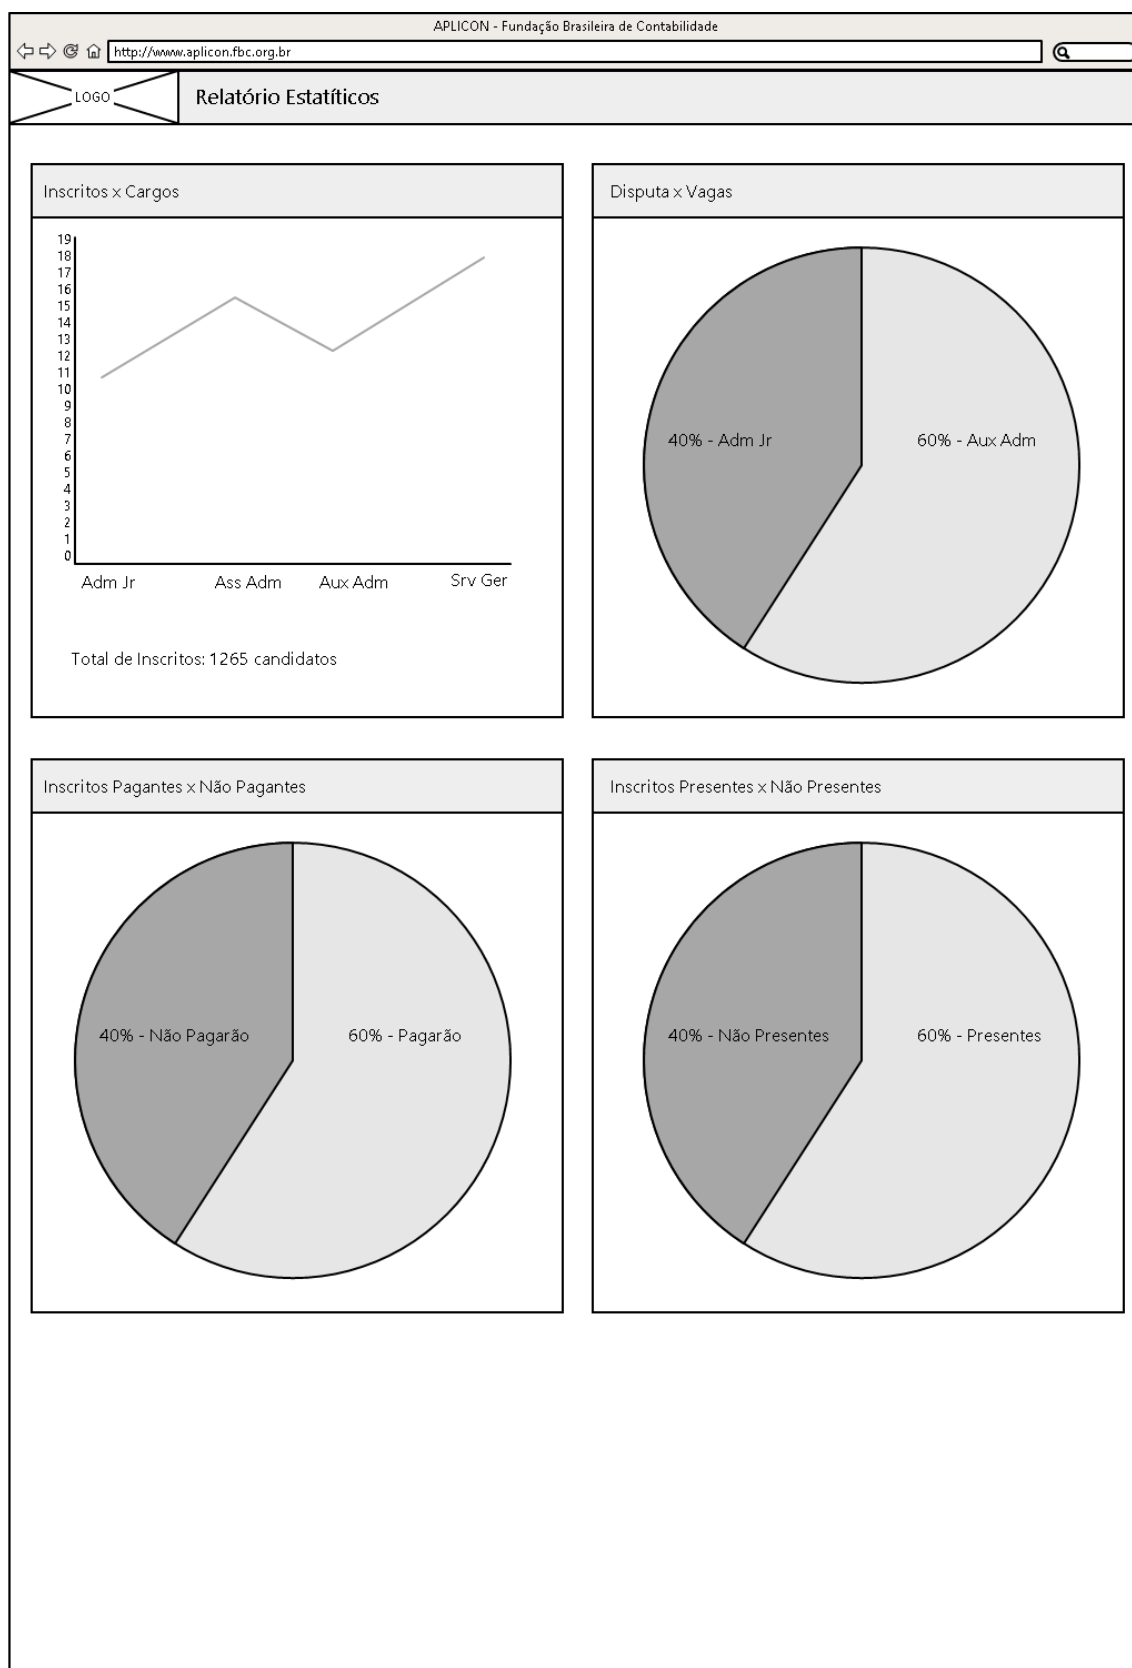 APLICON - Fundação Brasileira de Contabilidade
http://www.aplicon.fbc.org.br
LOGO
Relatório Estatíticos
Inscritos x Cargos
19
18
17
16
15
14
13
12
11
10
9
8
7
6
5
4
3
2
1
0
Adm Jr Ass Adm Aux Adm Srv Ger
Total de Inscritos: 1265 candidatos
Disputa x Vagas
40% - Adm Jr 60% - Aux Adm
Inscritos Pagantes x Não Pagantes
40% - Não Pagarão 60% - Pagarão
Inscritos Presentes x Não Presentes
40% - Não Presentes 60% - Presentes